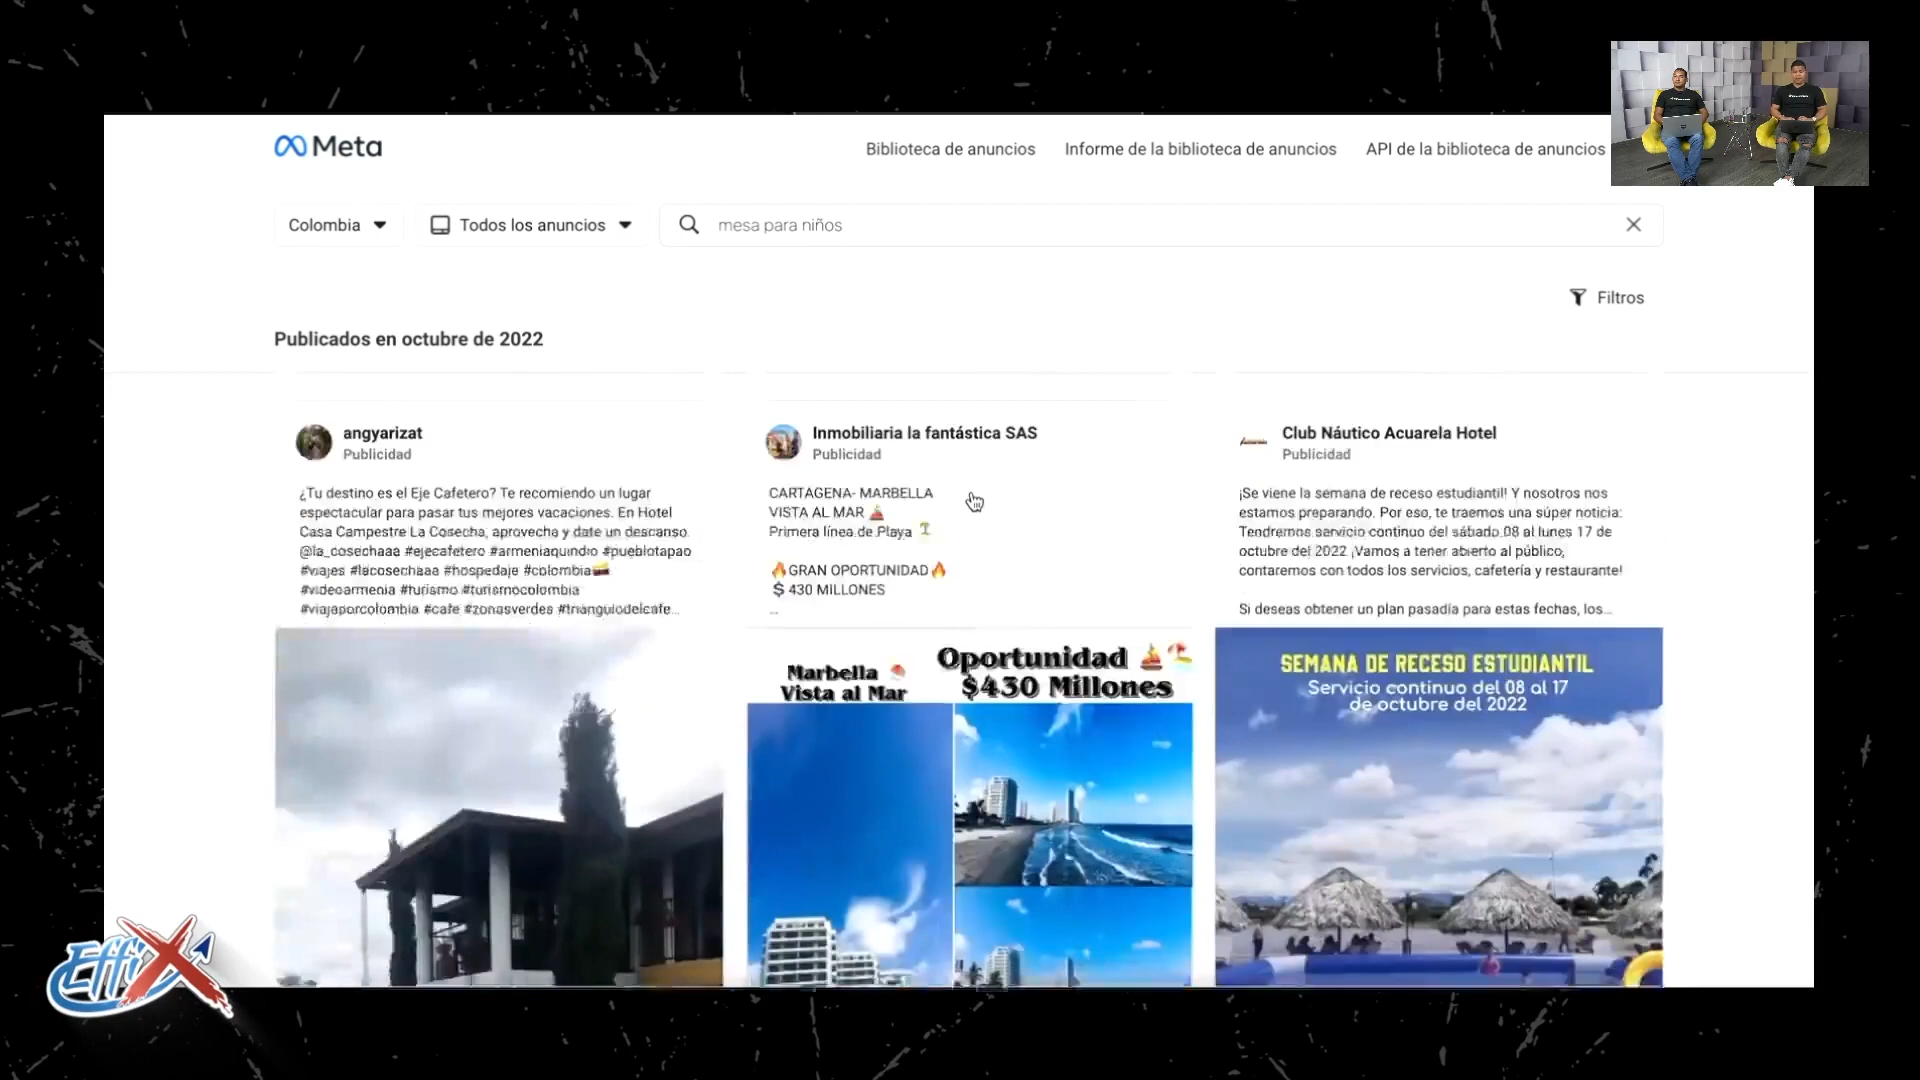 Meta
Biblioteca de anuncios
Informe de la biblioteca de anuncios
API de la biblioteca de anuncios
Colombia
Todos los anuncios
mesa para niños
Filtros
Publicados en octubre de 2022
angyarizat
Publicidad
¿Tu destino es el Eje Cafetero? Te recomiendo un lugar
espectacular para pasar tus mejores vacaciones. En Hotel
Casa Campestre La Cosecha, aprovecha y date un descanso.
@la_cosechaaa #ejecafetero #armeniaquindio #pueblotapao
#viajes #lacosechaaa #hospedaje #colombia
#videoarmenia #turismo #turismocolombia
#viajaporcolombia #cafe #zonasverdes #triangulodelcafe...
Inmobiliaria la fantástica SAS
Publicidad
CARTAGENA- MARBELLA
VISTA AL MAR ⛵
Primera línea de Playa 🏝
🔥GRAN OPORTUNIDAD🔥
$ 430 MILLONES
...
Marbella
Vista al Mar
Oportunidad
$430 Millones
Club Náutico Acuarela Hotel
Publicidad
¡Se viene la semana de receso estudiantil! Y nosotros nos
estamos preparando. Por eso, te traemos una súper noticia:
Tendremos servicio continuo del sábado 08 al lunes 17 de
octubre del 2022 ¡Vamos a tener abierto al público,
contaremos con todos los servicios, cafetería y restaurante!
Si deseas obtener un plan pasadía para estas fechas, los...
SEMANA DE RECESO ESTUDIANTIL
Servicio continuo del 08 al 17
de octubre del 2022
EffiX